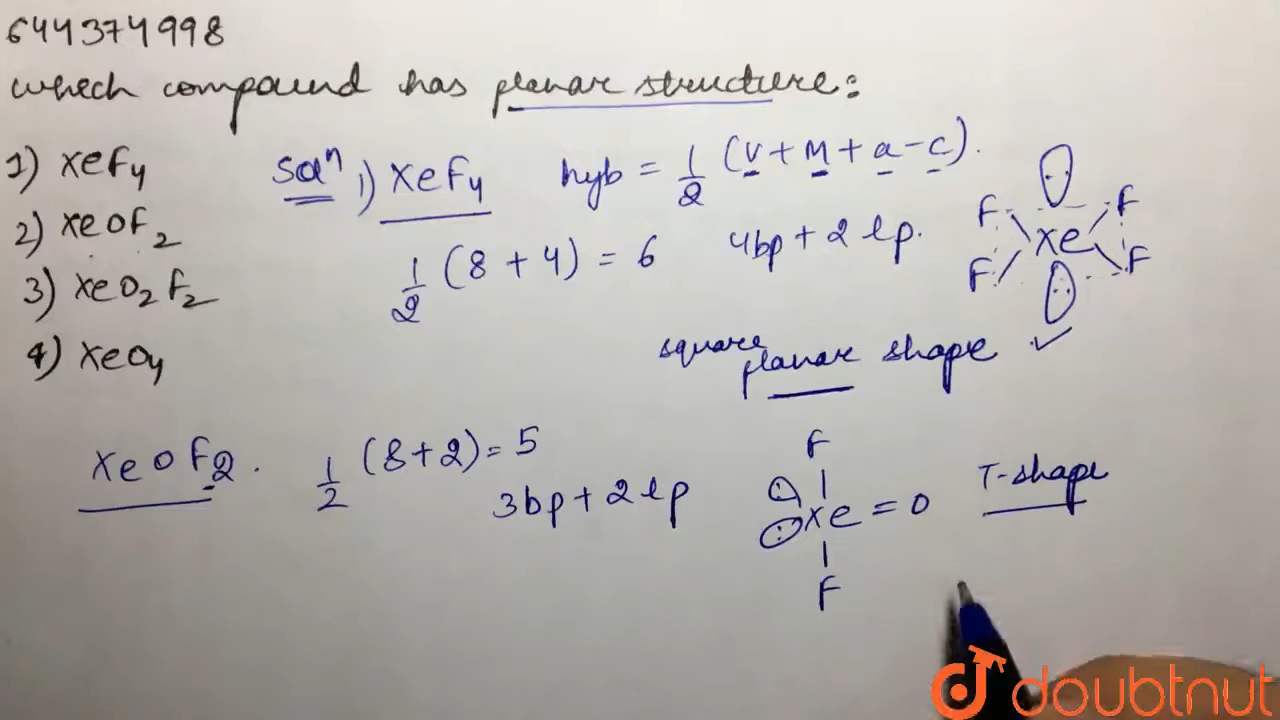 644374998
which compound has planar structure:
1) XeF4
2) XeOF2
3) XeO2F2
4) XeO4
Solⁿ 1) XeF4 hyb = 1/2 (V+M+a-c).
1/2 (8+4) = 6 4bp + 2lp.
F F
Xe
F F
square planar shape ✓
XeOF2. 1/2 (8+2) = 5
3bp + 2lp
F
Xe = O T-shape
F
doubtnut